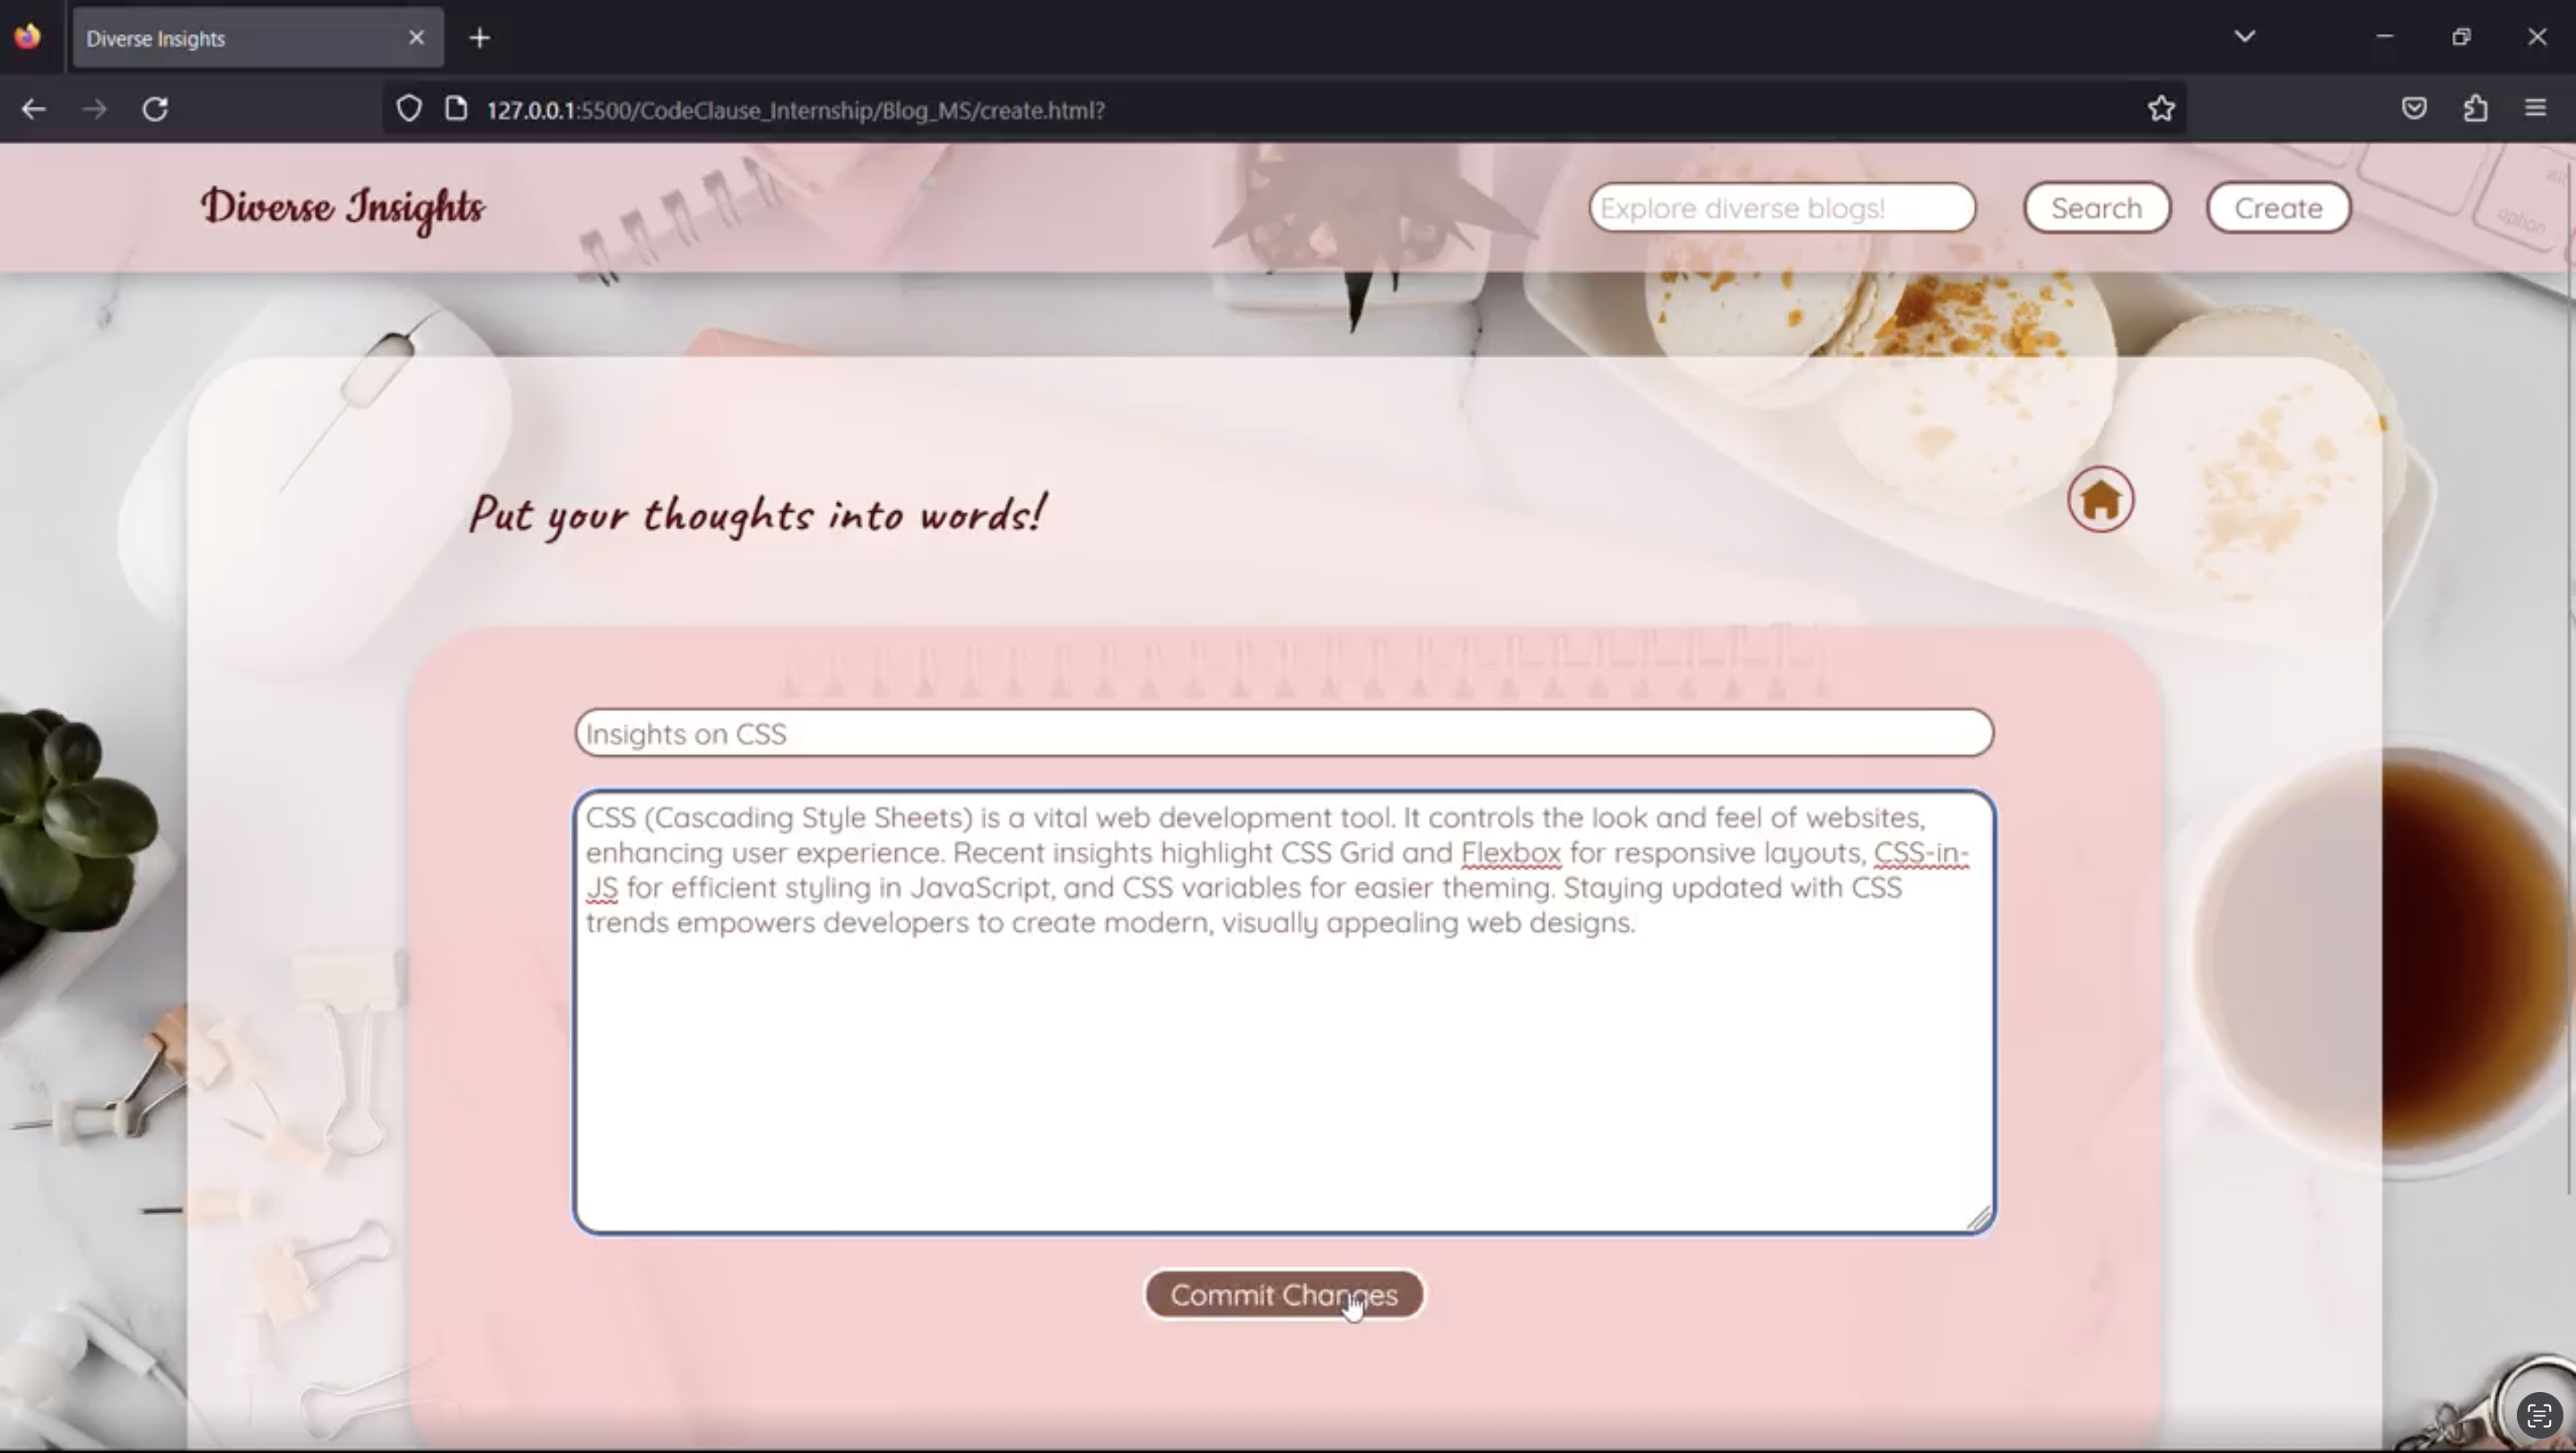 Diverse Insights
127.0.0.1:5500/CodeClause_Internship/Blog_MS/create.html?
Diverse Insights
Explore diverse blogs!
Search
Create
alt
option
Put your thoughts into words!
Insights on CSS
CSS (Cascading Style Sheets) is a vital web development tool. It controls the look and feel of websites,
enhancing user experience. Recent insights highlight CSS Grid and Flexbox for responsive layouts, CSS-in-
JS for efficient styling in JavaScript, and CSS variables for easier theming. Staying updated with CSS
trends empowers developers to create modern, visually appealing web designs.
Commit Changes